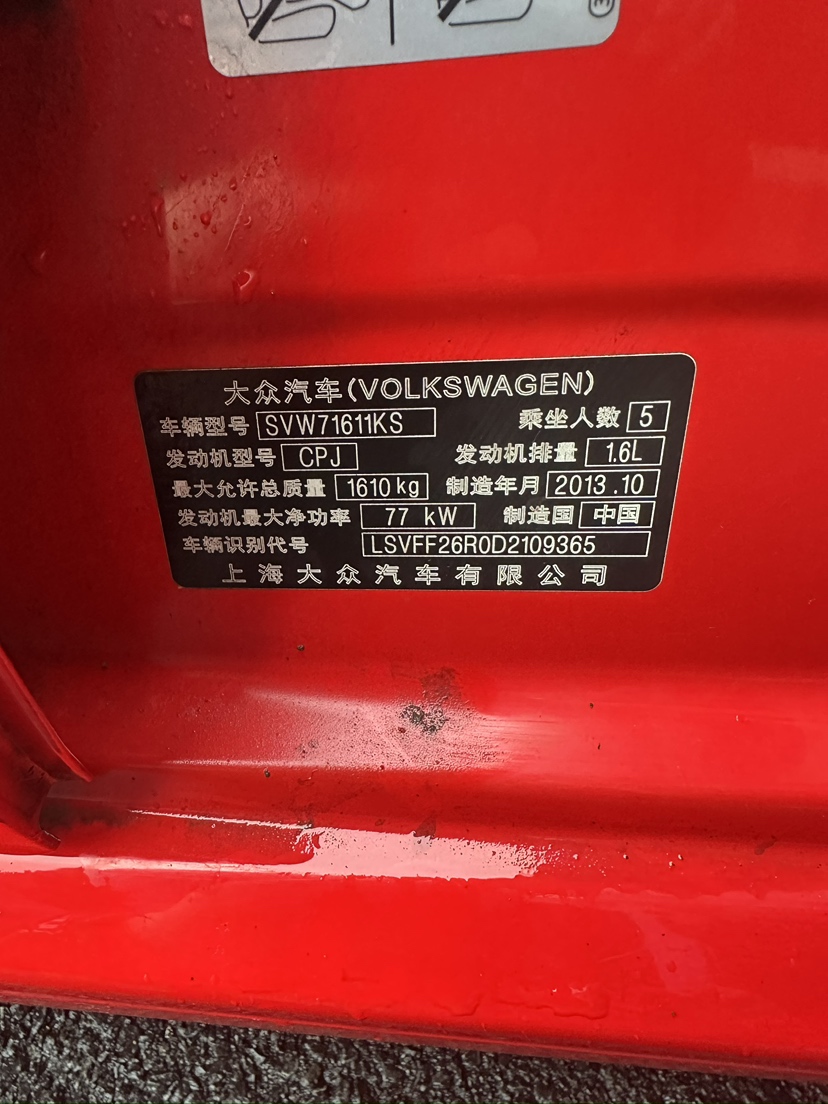 大众汽车(VOLKSWAGEN)
车辆型号 SVW71611KS 乘坐人数 5
发动机型号 CPJ 发动机排量 1.6L
最大允许总质量 1610 kg 制造年月 2013.10
发动机最大净功率 77 kW 制造国 中国
车辆识别代号 LSVFF26R0D2109365
上海大众汽车有限公司